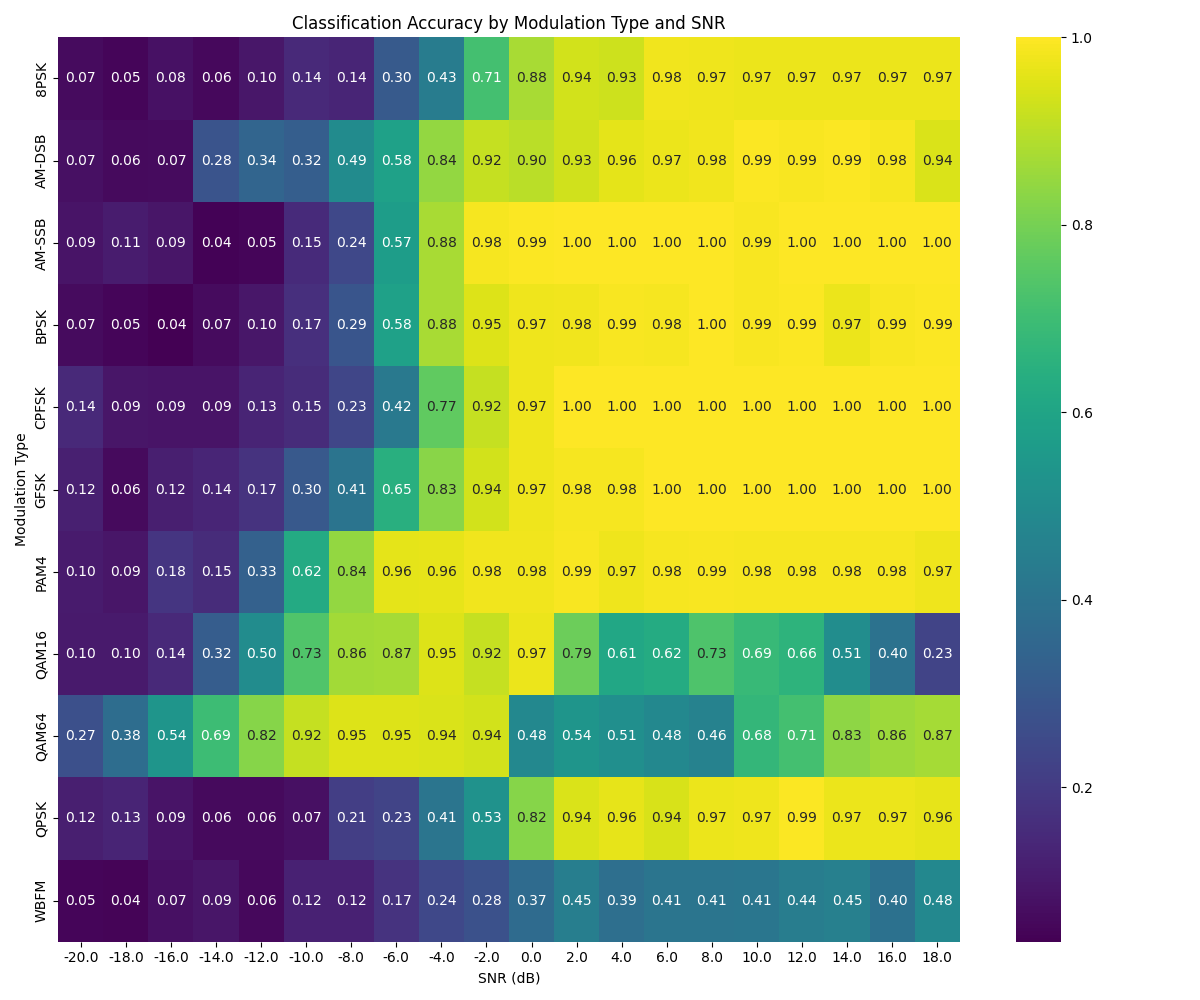 Classification Accuracy by Modulation Type and SNR
Modulation Type
8PSK 0.07 0.05 0.08 0.06 0.10 0.14 0.14 0.30 0.43 0.71 0.88 0.94 0.93 0.98 0.97 0.97 0.97 0.97 0.97 0.97
AM-DSB 0.07 0.06 0.07 0.28 0.34 0.32 0.49 0.58 0.84 0.92 0.90 0.93 0.96 0.97 0.98 0.99 0.99 0.99 0.98 0.94
AM-SSB 0.09 0.11 0.09 0.04 0.05 0.15 0.24 0.57 0.88 0.98 0.99 1.00 1.00 1.00 1.00 0.99 1.00 1.00 1.00 1.00
BPSK 0.07 0.05 0.04 0.07 0.10 0.17 0.29 0.58 0.88 0.95 0.97 0.98 0.99 0.98 1.00 0.99 0.99 0.97 0.99 0.99
CPFSK 0.14 0.09 0.09 0.09 0.13 0.15 0.23 0.42 0.77 0.92 0.97 1.00 1.00 1.00 1.00 1.00 1.00 1.00 1.00 1.00
GFSK 0.12 0.06 0.12 0.14 0.17 0.30 0.41 0.65 0.83 0.94 0.97 0.98 0.98 1.00 1.00 1.00 1.00 1.00 1.00 1.00
PAM4 0.10 0.09 0.18 0.15 0.33 0.62 0.84 0.96 0.96 0.98 0.98 0.99 0.97 0.98 0.99 0.98 0.98 0.98 0.98 0.97
QAM16 0.10 0.10 0.14 0.32 0.50 0.73 0.86 0.87 0.95 0.92 0.97 0.79 0.61 0.62 0.73 0.69 0.66 0.51 0.40 0.23
QAM64 0.27 0.38 0.54 0.69 0.82 0.92 0.95 0.95 0.94 0.94 0.48 0.54 0.51 0.48 0.46 0.68 0.71 0.83 0.86 0.87
QPSK 0.12 0.13 0.09 0.06 0.06 0.07 0.21 0.23 0.41 0.53 0.82 0.94 0.96 0.94 0.97 0.97 0.99 0.97 0.97 0.96
WBFM 0.05 0.04 0.07 0.09 0.06 0.12 0.12 0.17 0.24 0.28 0.37 0.45 0.39 0.41 0.41 0.41 0.44 0.45 0.40 0.48
-20.0 -18.0 -16.0 -14.0 -12.0 -10.0 -8.0 -6.0 -4.0 -2.0 0.0 2.0 4.0 6.0 8.0 10.0 12.0 14.0 16.0 18.0
SNR (dB)
1.0
0.8
0.6
0.4
0.2